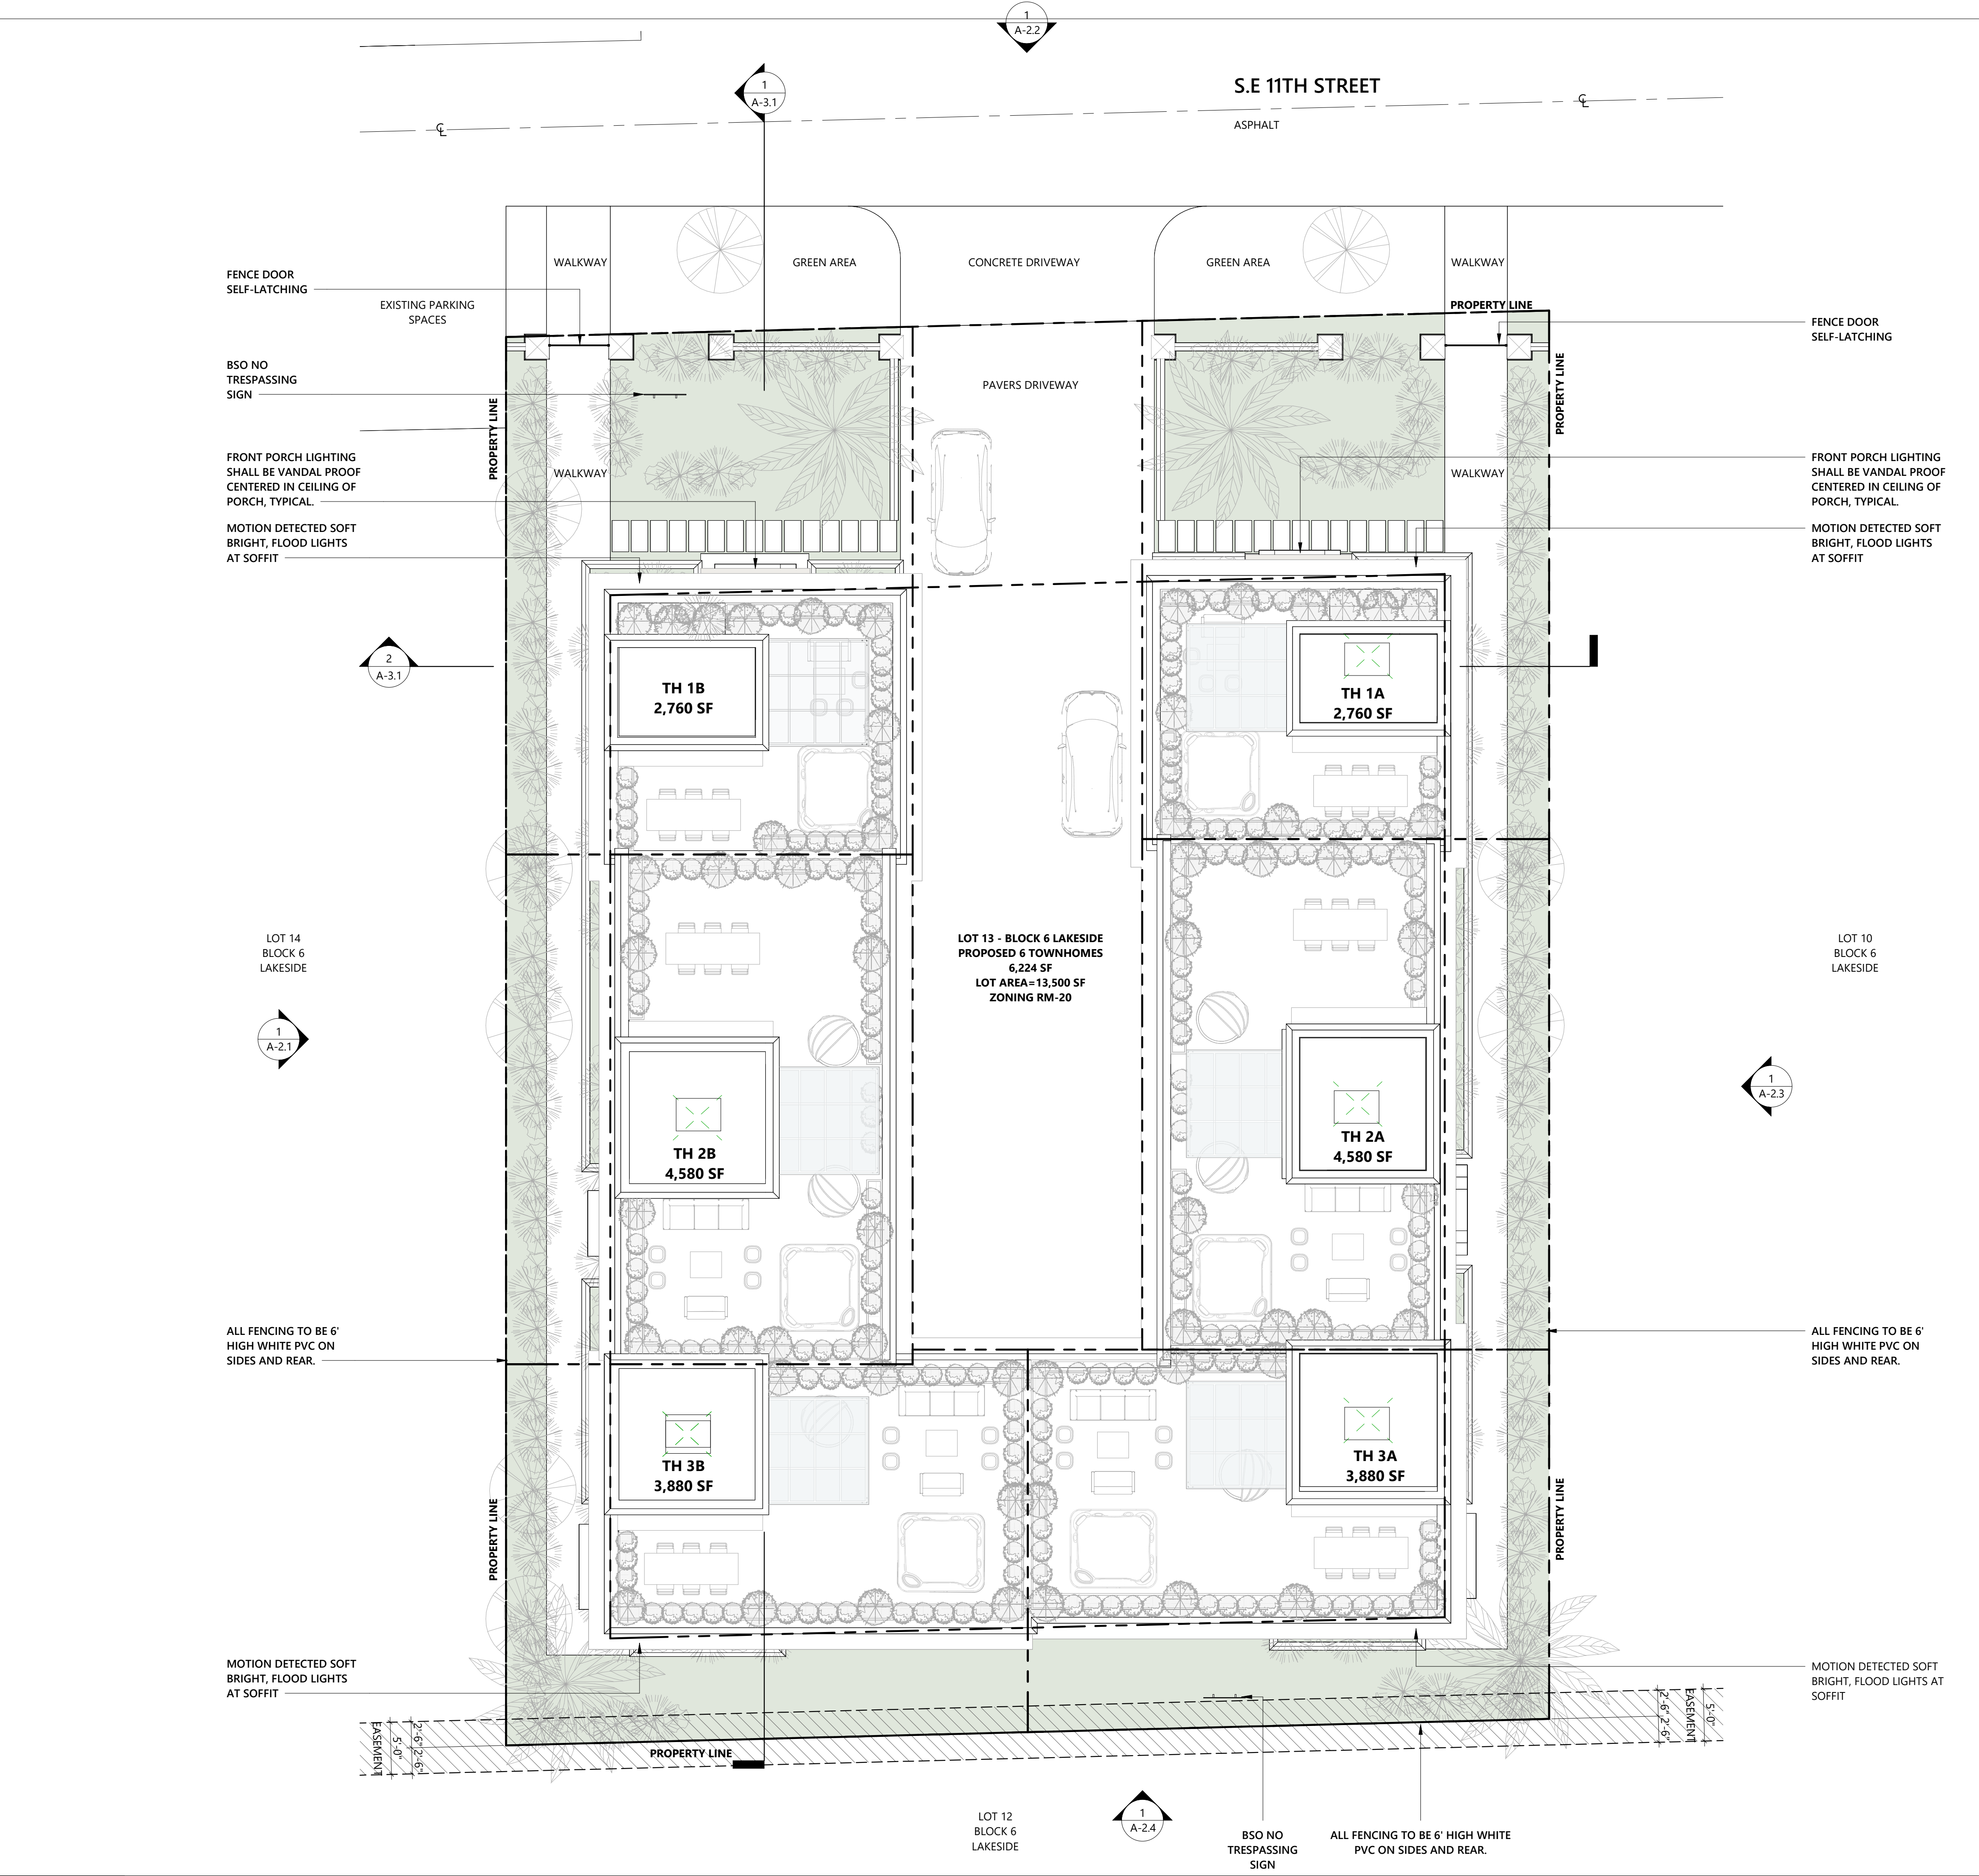 1
A-2.2
1
A-3.1
S.E 11TH STREET
ASPHALT
WALKWAY
GREEN AREA
CONCRETE DRIVEWAY
GREEN AREA
WALKWAY
FENCE DOOR
SELF-LATCHING
EXISTING PARKING
SPACES
PROPERTY LINE
FENCE DOOR
SELF-LATCHING
BSO NO
TRESPASSING
SIGN
PAVERS DRIVEWAY
PROPERTY LINE
PROPERTY LINE
FRONT PORCH LIGHTING
SHALL BE VANDAL PROOF
CENTERED IN CEILING OF
PORCH, TYPICAL.
WALKWAY
WALKWAY
FRONT PORCH LIGHTING
SHALL BE VANDAL PROOF
CENTERED IN CEILING OF
PORCH, TYPICAL.
MOTION DETECTED SOFT
BRIGHT, FLOOD LIGHTS
AT SOFFIT
MOTION DETECTED SOFT
BRIGHT, FLOOD LIGHTS
AT SOFFIT
2
A-3.1
TH 1B
2,760 SF
TH 1A
2,760 SF
LOT 14
BLOCK 6
LAKESIDE
LOT 13 - BLOCK 6 LAKESIDE
PROPOSED 6 TOWNHOMES
6,224 SF
LOT AREA=13,500 SF
ZONING RM-20
LOT 10
BLOCK 6
LAKESIDE
1
A-2.1
1
A-2.3
TH 2B
4,580 SF
TH 2A
4,580 SF
ALL FENCING TO BE 6'
HIGH WHITE PVC ON
SIDES AND REAR.
ALL FENCING TO BE 6'
HIGH WHITE PVC ON
SIDES AND REAR.
TH 3B
3,880 SF
TH 3A
3,880 SF
PROPERTY LINE
PROPERTY LINE
MOTION DETECTED SOFT
BRIGHT, FLOOD LIGHTS
AT SOFFIT
MOTION DETECTED SOFT
BRIGHT, FLOOD LIGHTS AT
SOFFIT
EASEMENT
5'-0"
2'-6" 2'-6"
PROPERTY LINE
2'-6" 2'-6"
EASEMENT
5'-0"
LOT 12
BLOCK 6
LAKESIDE
1
A-2.4
BSO NO
TRESPASSING
SIGN
ALL FENCING TO BE 6' HIGH WHITE
PVC ON SIDES AND REAR.